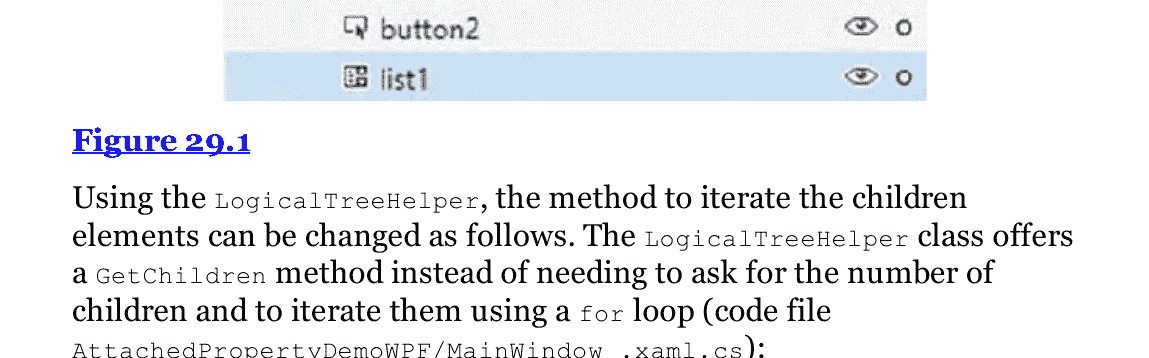 button2
list1
Figure 29.1
Using the LogicalTreeHelper, the method to iterate the children
elements can be changed as follows. The LogicalTreeHelper class offers
a GetChildren method instead of needing to ask for the number of
children and to iterate them using a for loop (code file
AttachedPropertyDemoWPF/MainWindow .xaml.cs):